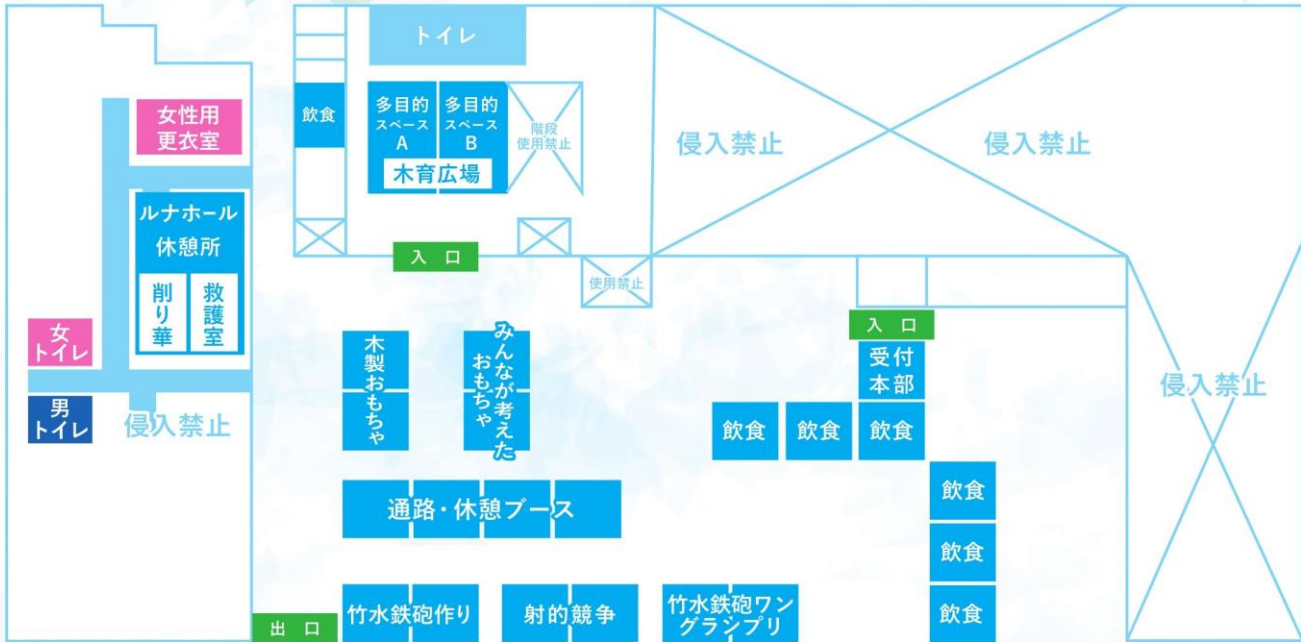 トイレ
女性用
更衣室
飲食
多目的
スペース
A
多目的
スペース
B
木育広場
階段
使用禁止
侵入禁止
侵入禁止
ルナホール
休憩所
削り華
救護室
入口
使用禁止
女
トイレ
男
トイレ
侵入禁止
木製おもちゃ
みんなが考えた
おもちゃ
入口
受付
本部
侵入禁止
飲食
飲食
飲食
通路・休憩ブース
飲食
飲食
飲食
出口
竹水鉄砲作り
射的競争
竹水鉄砲ワン
グランプリ